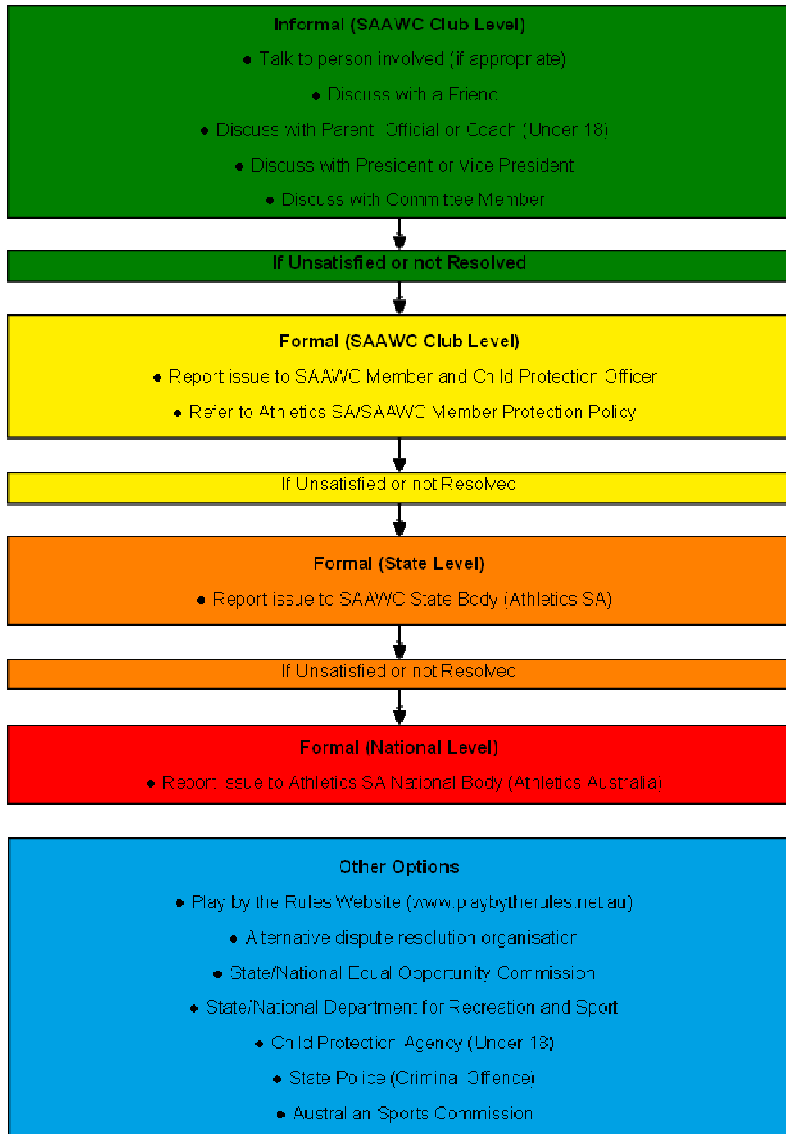 Informal (SAAWC Club Level)
● Talk to person involved (if appropriate)
● Discuss with a Friend
● Discuss with Parent, Official or Coach (Under 18)
● Discuss with President or Vice President
● Discuss with Committee Member
If Unsatisfied or not Resolved
Formal (SAAWC Club Level)
● Report issue to SAAWC Member and Child Protection Officer
● Refer to Athletics SA/SAAWC Member Protection Policy
If Unsatisfied or not Resolved
Formal (State Level)
● Report issue to SAAWC State Body (Athletics SA)
If Unsatisfied or not Resolved
Formal (National Level)
● Report issue to Athletics SA National Body (Athletics Australia)
Other Options
● Play by the Rules Website (www.playbytherules.net.au)
● Alternative dispute resolution organisation
● State/National Equal Opportunity Commission
● State/National Department for Recreation and Sport
● Child Protection Agency (Under 18)
● State Police (Criminal Offence)
● Australian Sports Commission